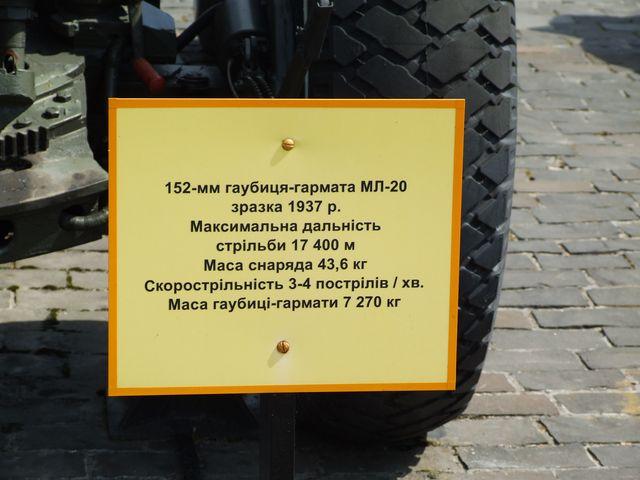 152-мм гаубиця-гармата МЛ-20
зразка 1937 р.
Максимальна дальність
стрільби 17 400 м
Маса снаряда 43,6 кг
Скорострільність 3-4 пострілів / хв.
Маса гаубиці-гармати 7 270 кг